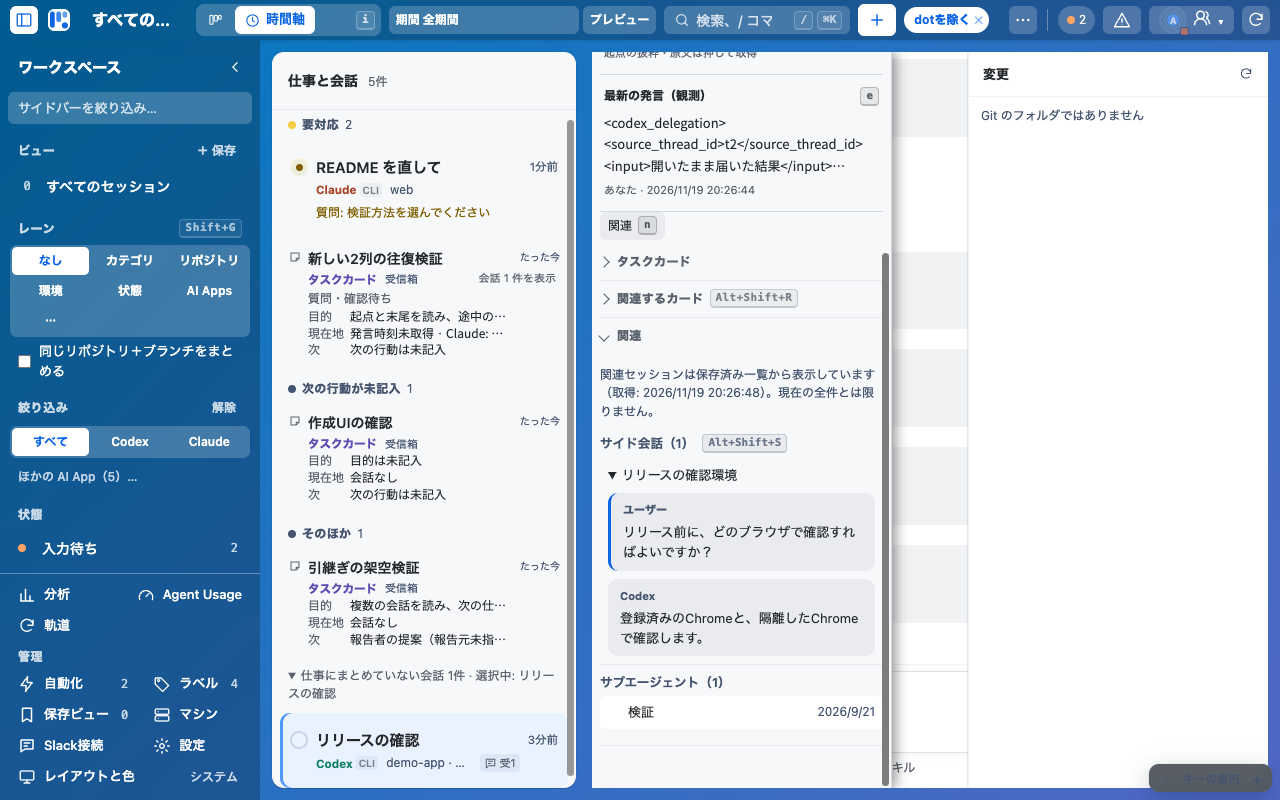 すべての...
時間軸
i
期間 全期間
プレビュー
検索、/ コマ
/
⌘K
+
dotを除く ×
...
2
A
ワークスペース
サイドバーを絞り込み...
ビュー
+ 保存
0 すべてのセッション
レーン
Shift+G
なし
カテゴリ
リポジトリ
環境
状態
AI Apps
...
同じリポジトリ＋ブランチをまと
める
絞り込み
解除
すべて
Codex
Claude
ほかの AI App（5）...
状態
入力待ち
2
分析
Agent Usage
軌道
管理
自動化 2
ラベル 4
保存ビュー 0
マシン
Slack接続
設定
レイアウトと色
システム
仕事と会話 5件
要対応 2
README を直して
1分前
Claude CLI web
質問: 検証方法を選んでください
新しい2列の往復検証
たった今
タスクカード 受信箱
会話 1 件を表示
質問・確認待ち
目的 起点と末尾を読み、途中の…
現在地 発言時刻未取得・Claude: …
次 次の行動は未記入
次の行動が未記入 1
作成UIの確認
たった今
タスクカード 受信箱
目的 目的は未記入
現在地 会話なし
次 次の行動は未記入
そのほか 1
引継ぎの架空検証
たった今
タスクカード 受信箱
目的 複数の会話を読み、次の仕…
現在地 会話なし
次 報告者の提案（報告元未指…
▼ 仕事にまとめていない会話 1件・選択中: リリー
スの確認
リリースの確認
3分前
Codex CLI demo-app · ...
受1
起点の抜粋・原文は押して取得
最新の発言（観測）
e
<codex_delegation>
<source_thread_id>t2</source_thread_id>
<input>開いたまま届いた結果</input>…
あなた · 2026/11/19 20:26:44
関連 n
タスクカード
関連するカード Alt+Shift+R
関連
関連セッションは保存済み一覧から表示しています
（取得: 2026/11/19 20:26:48）。現在の全件とは限
りません。
サイド会話（1） Alt+Shift+S
▼ リリースの確認環境
ユーザー
リリース前に、どのブラウザで確認すれ
ばよいですか？
Codex
登録済みのChromeと、隔離したChrome
で確認します。
サブエージェント（1）
検証
2026/9/21
キル
変更
Git のフォルダではありません
キーの案内 +